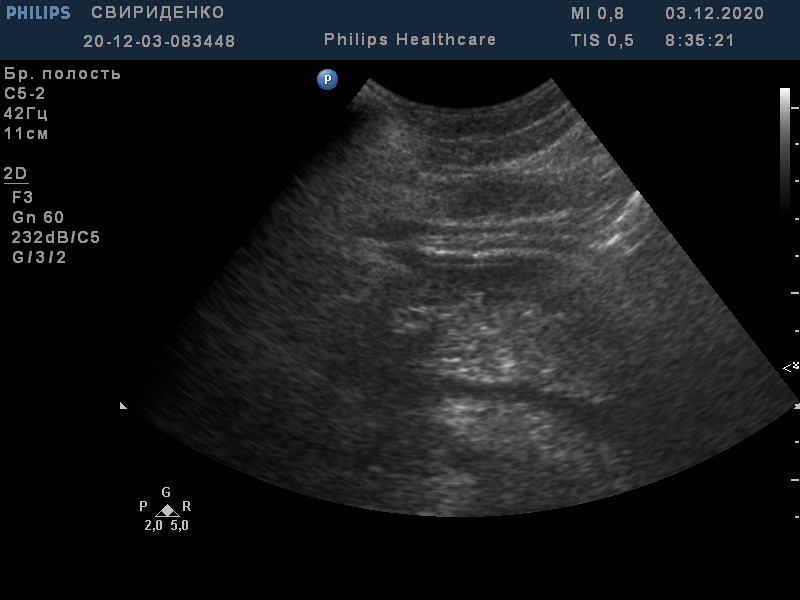 PHILIPS СВИРИДЕНКО MI 0,8 03.12.2020
20-12-03-083448 Philips Healthcare TIS 0,5 8:35:21
Бр. полость
P
C5-2
42Гц
11см
2D
F3
Gn 60
232dB/C5
G/3/2
G
P R
2,0 5,0